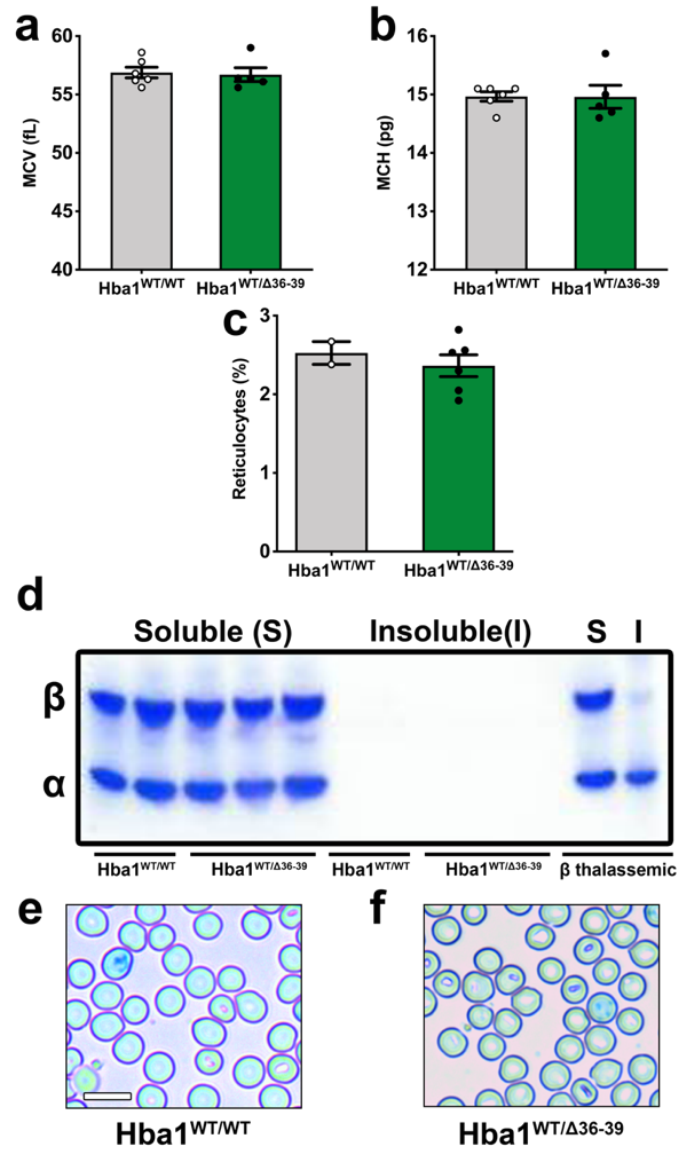 a
60
55
50
45
40
MCV (fL)
Hba1WT/WT Hba1WT/Δ36-39
b
16
15
14
13
12
MCH (pg)
Hba1WT/WT Hba1WT/Δ36-39
c
3
2
1
0
Reticulocytes (%)
Hba1WT/WT Hba1WT/Δ36-39
d
Soluble (S) Insoluble(I) S I
β
α
Hba1WT/WT Hba1WT/Δ36-39 Hba1WT/WT Hba1WT/Δ36-39 β thalassemic
e f
Hba1WT/WT Hba1WT/Δ36-39